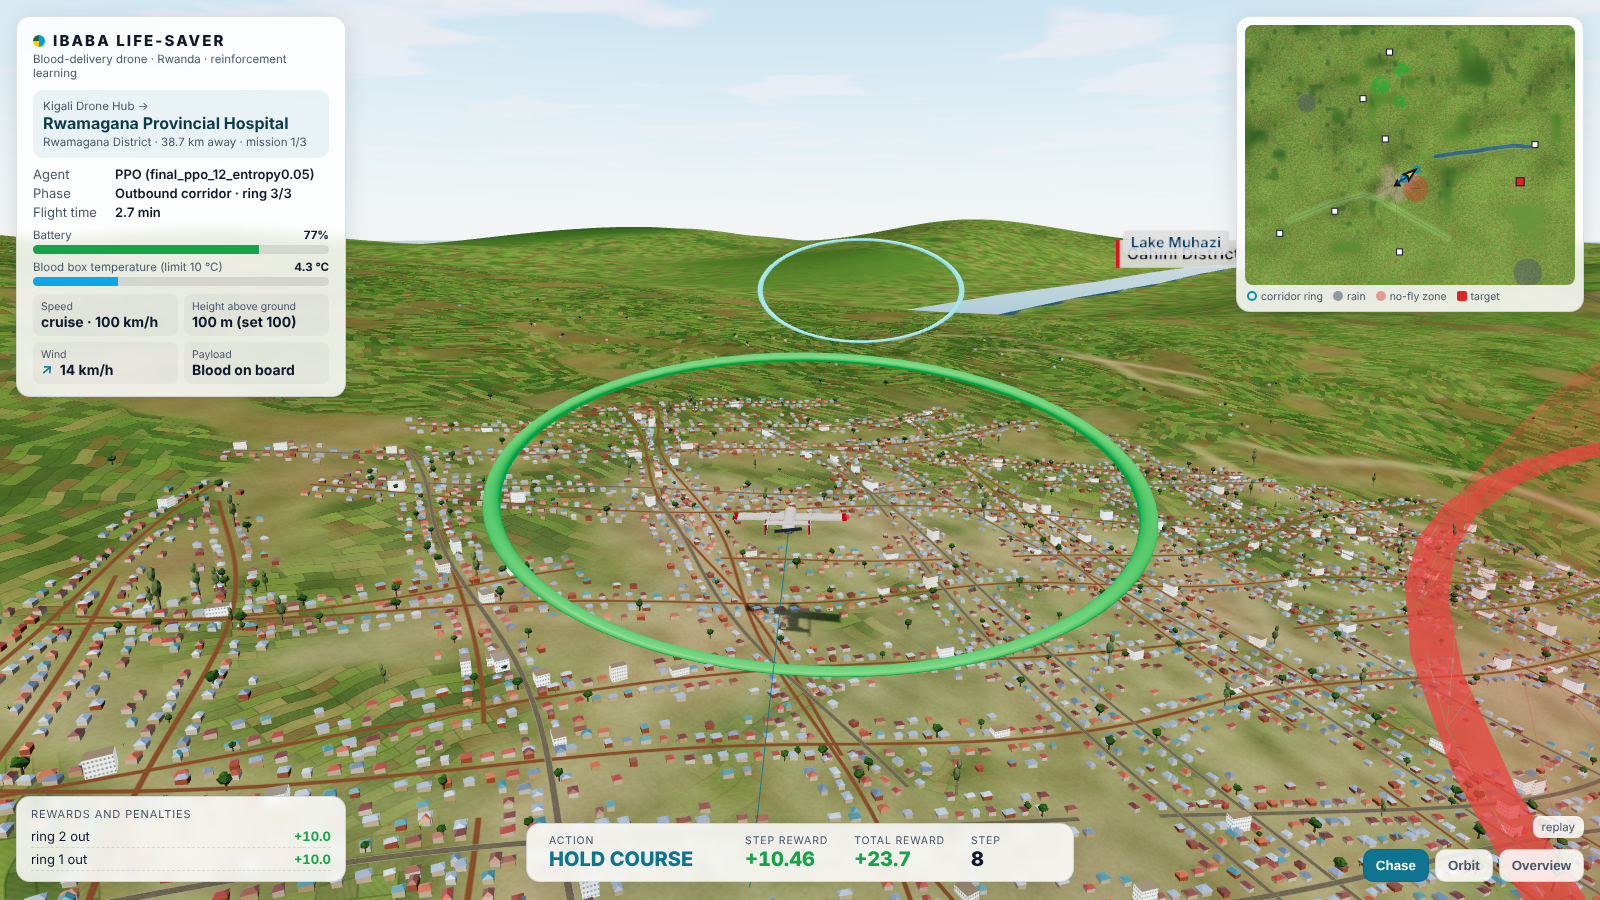 IBABA LIFE-SAVER
Blood-delivery drone · Rwanda · reinforcement
learning
Kigali Drone Hub →
Rwamagana Provincial Hospital
Rwamagana District · 38.7 km away · mission 1/3
Agent PPO (final_ppo_12_entropy0.05)
Phase Outbound corridor · ring 3/3
Flight time 2.7 min
Battery 77%
Blood box temperature (limit 10 °C) 4.3 °C
Speed
cruise · 100 km/h
Height above ground
100 m (set 100)
Wind
↗ 14 km/h
Payload
Blood on board
Lake Muhazi
District
corridor ring rain no-fly zone target
REWARDS AND PENALTIES
ring 2 out +10.0
ring 1 out +10.0
ACTION
HOLD COURSE
STEP REWARD
+10.46
TOTAL REWARD
+23.7
STEP
8
replay
Chase Orbit Overview